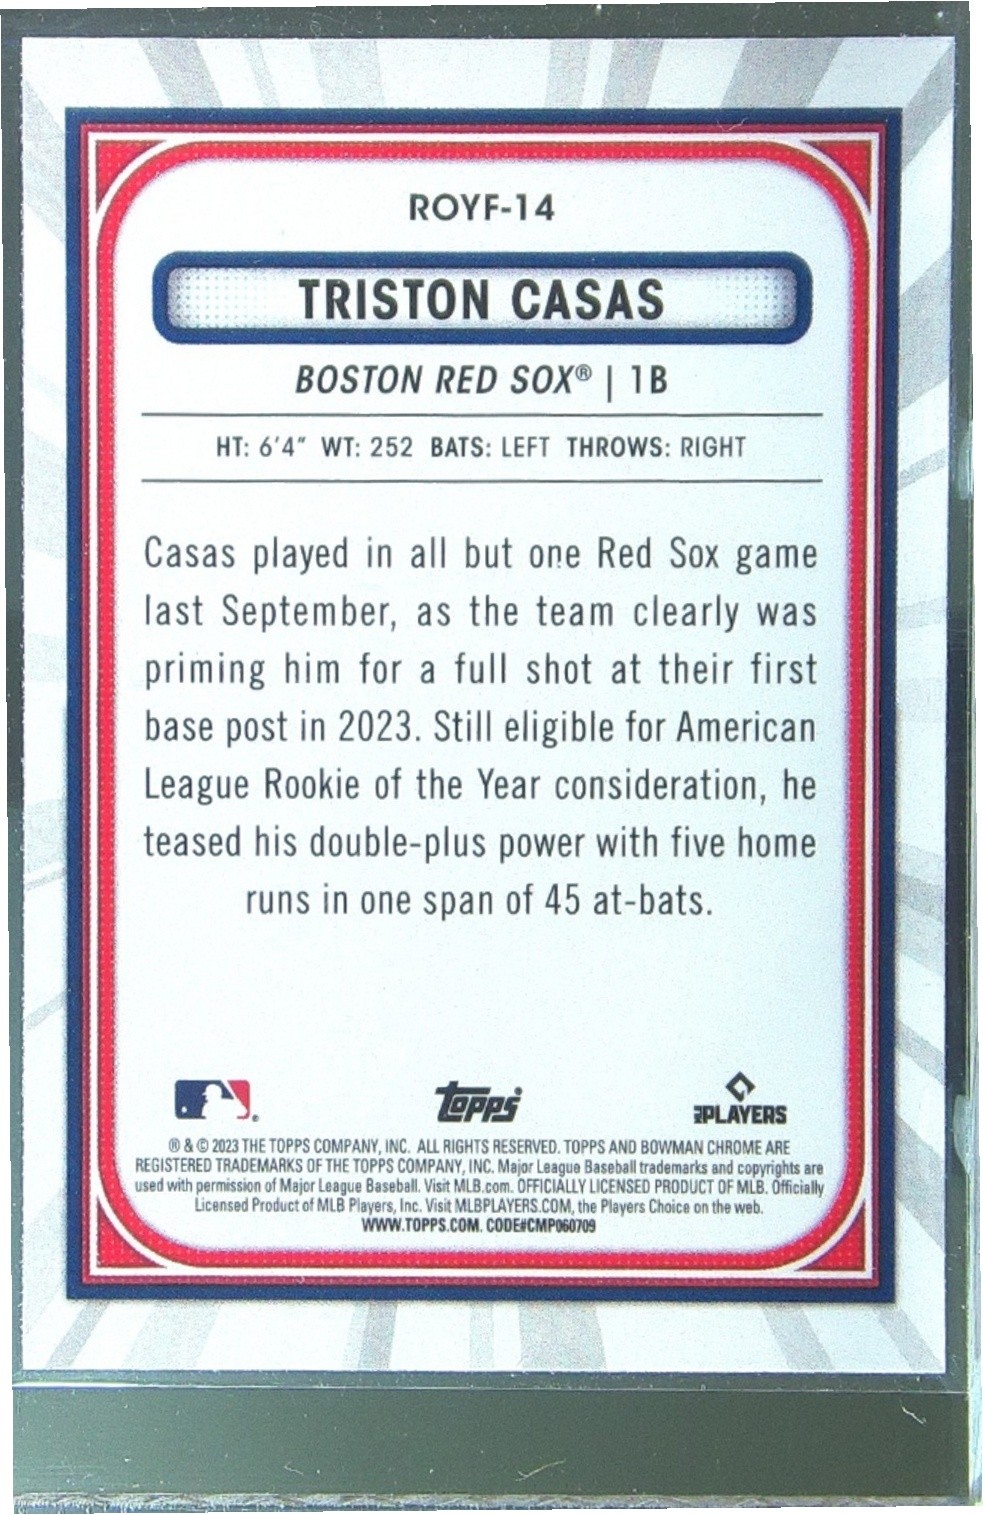 ROYF-14
TRISTON CASAS
BOSTON RED SOX® | 1B
HT: 6'4" WT: 252 BATS: LEFT THROWS: RIGHT
Casas played in all but one Red Sox game
last September, as the team clearly was
priming him for a full shot at their first
base post in 2023. Still eligible for American
League Rookie of the Year consideration, he
teased his double-plus power with five home
runs in one span of 45 at-bats.
topps
PLAYERS
® & © 2023 THE TOPPS COMPANY, INC. ALL RIGHTS RESERVED. TOPPS AND BOWMAN CHROME ARE
REGISTERED TRADEMARKS OF THE TOPPS COMPANY, INC. Major League Baseball trademarks and copyrights are
used with permission of Major League Baseball. Visit MLB.com. OFFICIALLY LICENSED PRODUCT OF MLB. Officially
Licensed Product of MLB Players, Inc. Visit MLBPLAYERS.COM, the Players Choice on the web.
WWW.TOPPS.COM. CODE#CMP060709